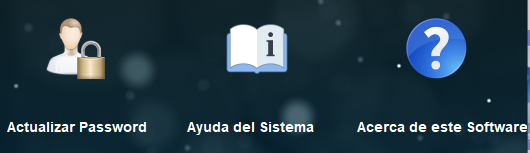 i
?
Actualizar Password
Ayuda del Sistema
Acerca de este Software